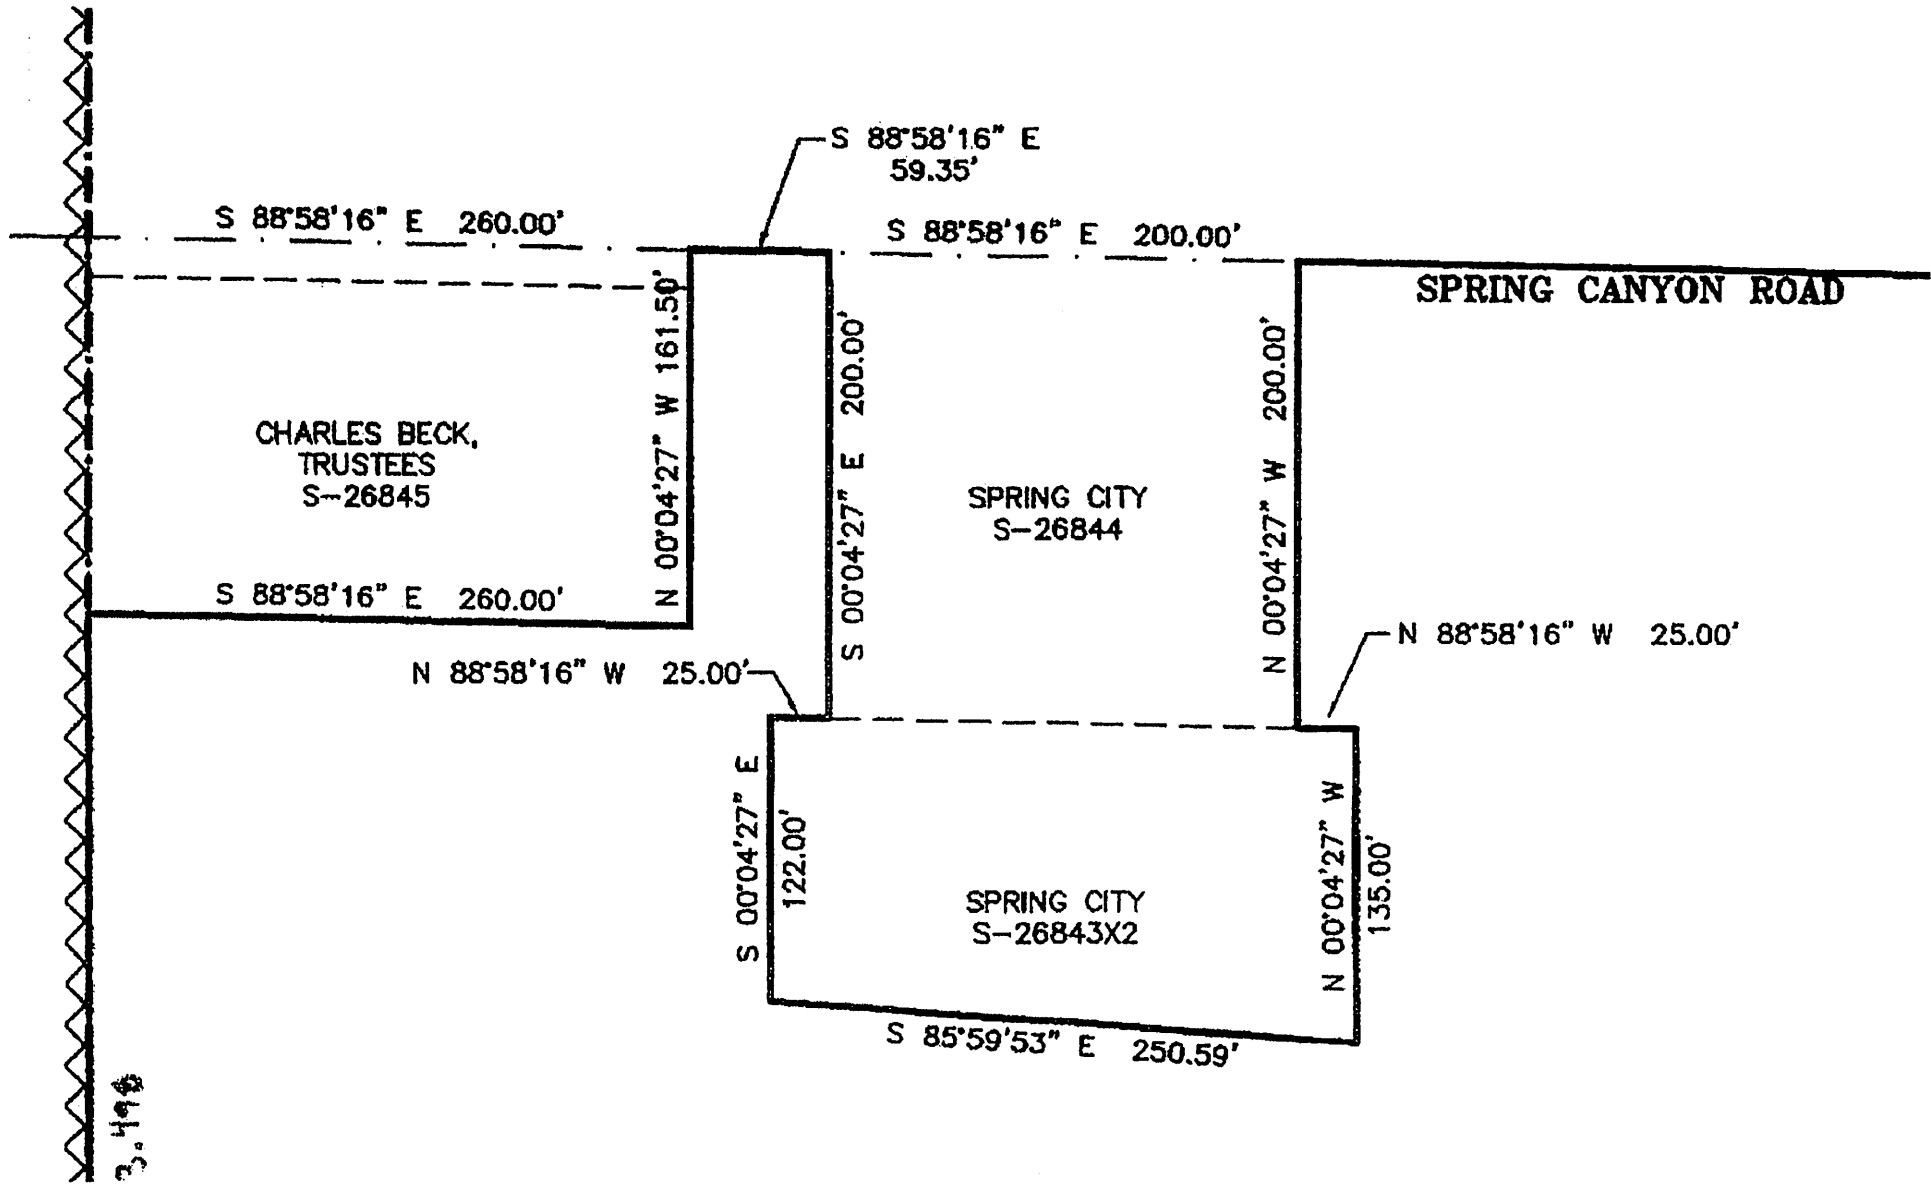 S 88°58'16" E
59.35'
S 88°58'16" E 260.00'
S 88°58'16" E 200.00'
SPRING CANYON ROAD
N 00°04'27" W 161.50'
S 00°04'27" E 200.00'
N 00°04'27" W 200.00'
CHARLES BECK,
TRUSTEES
S-26845
SPRING CITY
S-26844
S 88°58'16" E 260.00'
N 88°58'16" W 25.00'
N 88°58'16" W 25.00'
S 00°04'27" E
122.00'
N 00°04'27" W
135.00'
SPRING CITY
S-26843X2
S 85°59'53" E 250.59'